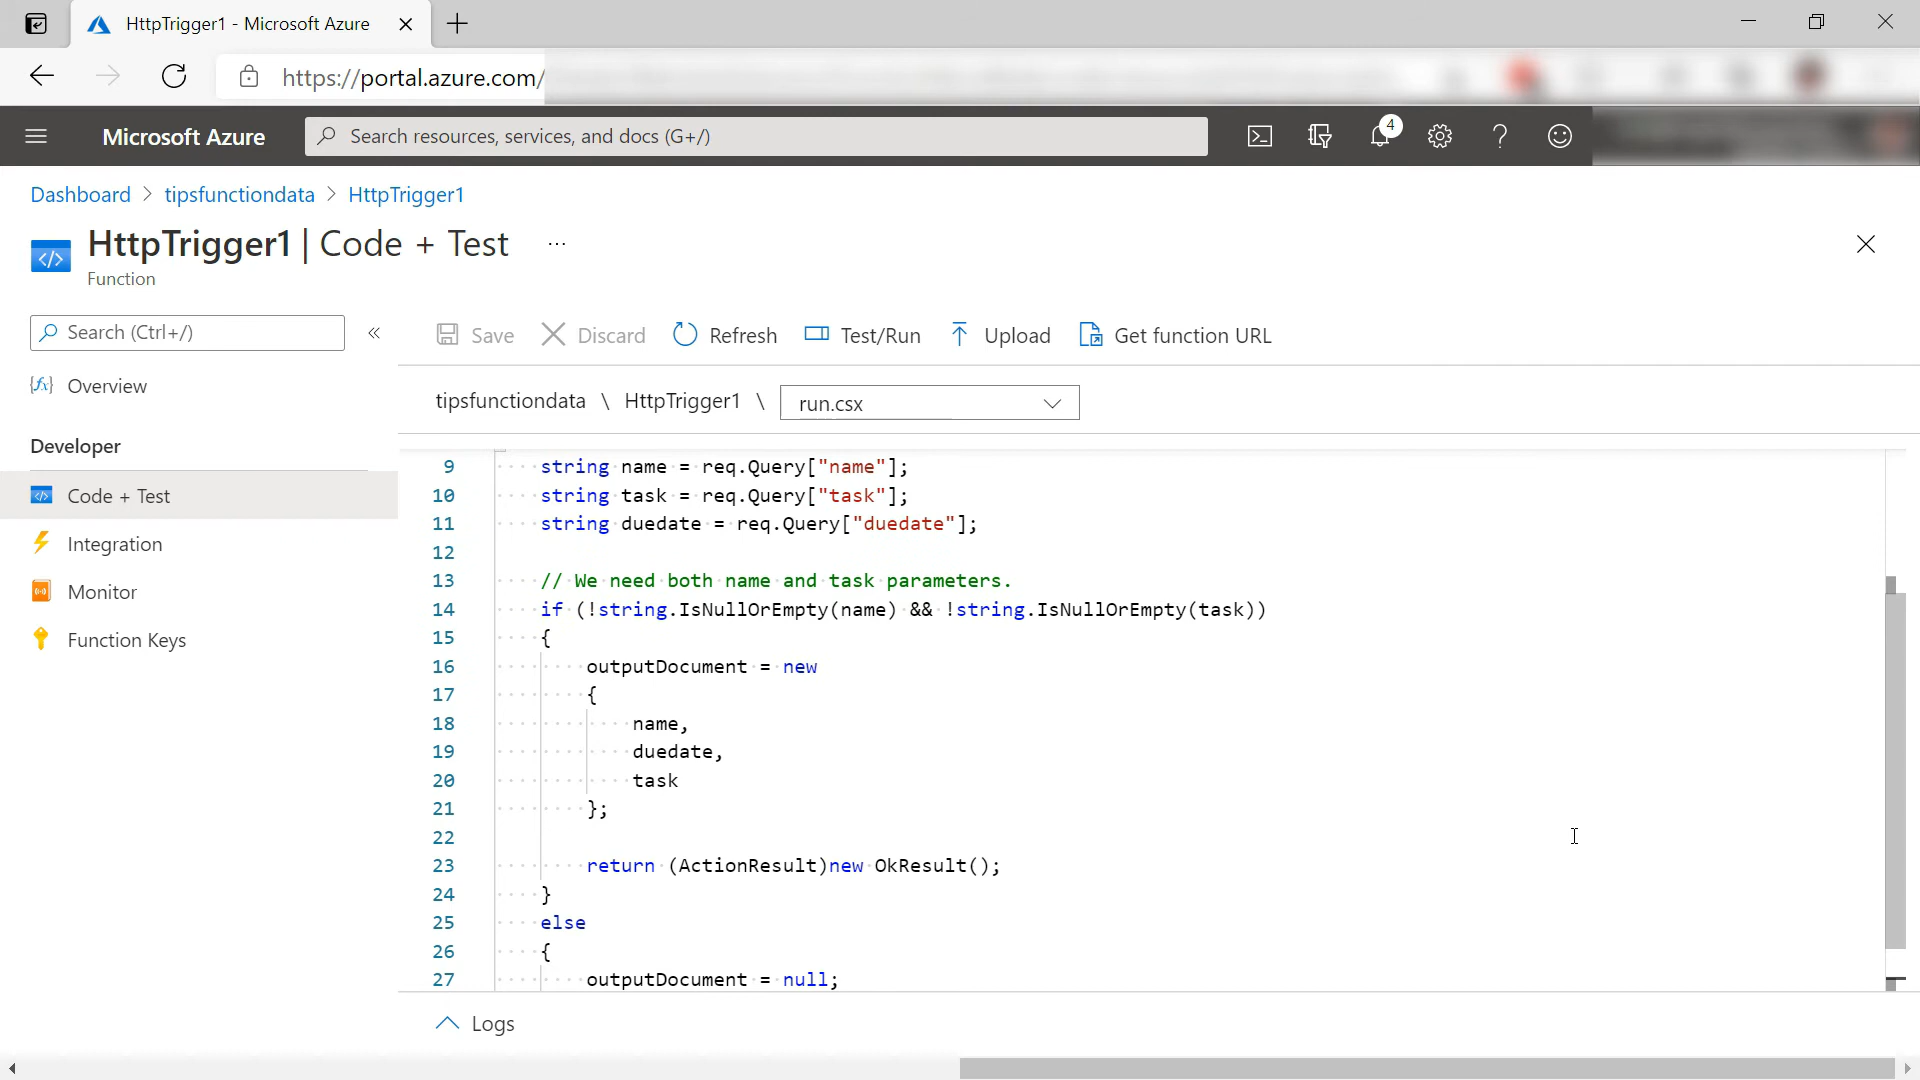 HttpTrigger1 - Microsoft Azure
https://portal.azure.com/
Microsoft Azure
Search resources, services, and docs (G+/)
4
Dashboard > tipsfunctiondata > HttpTrigger1
HttpTrigger1 | Code + Test ...
Function
Search (Ctrl+/)
Save
Discard
Refresh
Test/Run
Upload
Get function URL
Overview
Developer
Code + Test
Integration
Monitor
Function Keys
tipsfunctiondata \ HttpTrigger1 \ run.csx
9 string name = req.Query["name"];
10 string task = req.Query["task"];
11 string duedate = req.Query["duedate"];
12
13 // We need both name and task parameters.
14 if (!string.IsNullOrEmpty(name) && !string.IsNullOrEmpty(task))
15 {
16 outputDocument = new
17 {
18 name,
19 duedate,
20 task
21 };
22
23 return (ActionResult)new OkResult();
24 }
25 else
26 {
27 outputDocument = null;
Logs